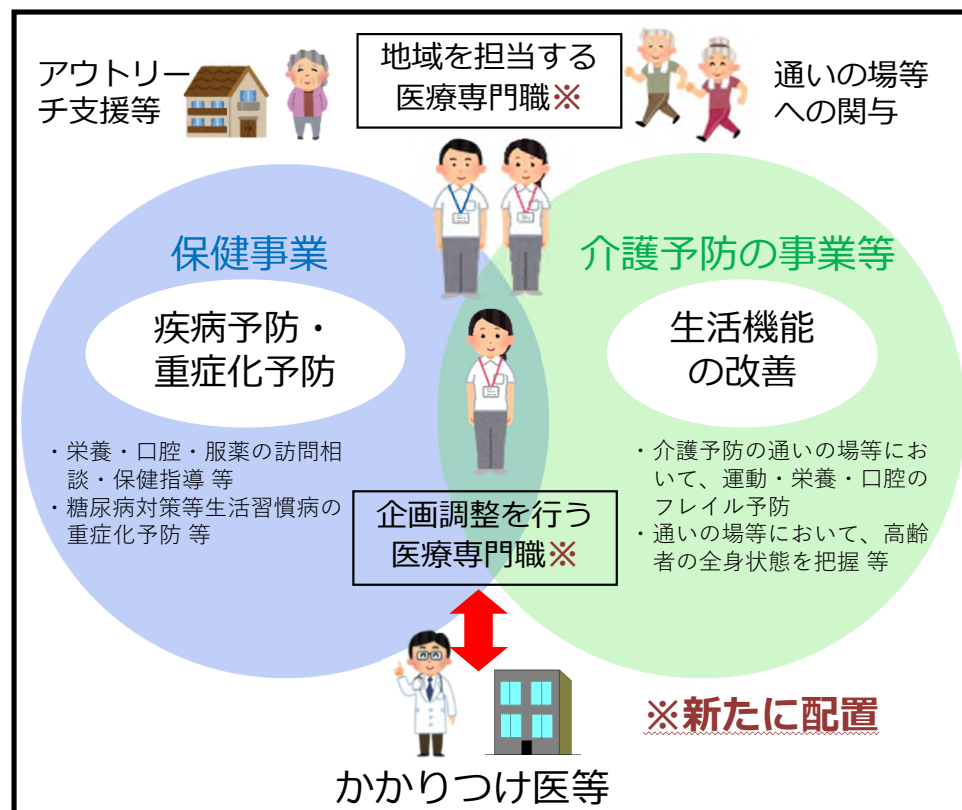 アウトリー
チ支援等
地域を担当する
医療専門職※
通いの場等
への関与
保健事業
疾病予防・
重症化予防
・栄養・口腔・服薬の訪問相
談・保健指導 等
・糖尿病対策等生活習慣病の
重症化予防 等
介護予防の事業等
生活機能
の改善
・介護予防の通いの場等にお
いて、運動・栄養・口腔の
フレイル予防
・通いの場等において、高齢
者の全身状態を把握 等
企画調整を行う
医療専門職※
※新たに配置
かかりつけ医等